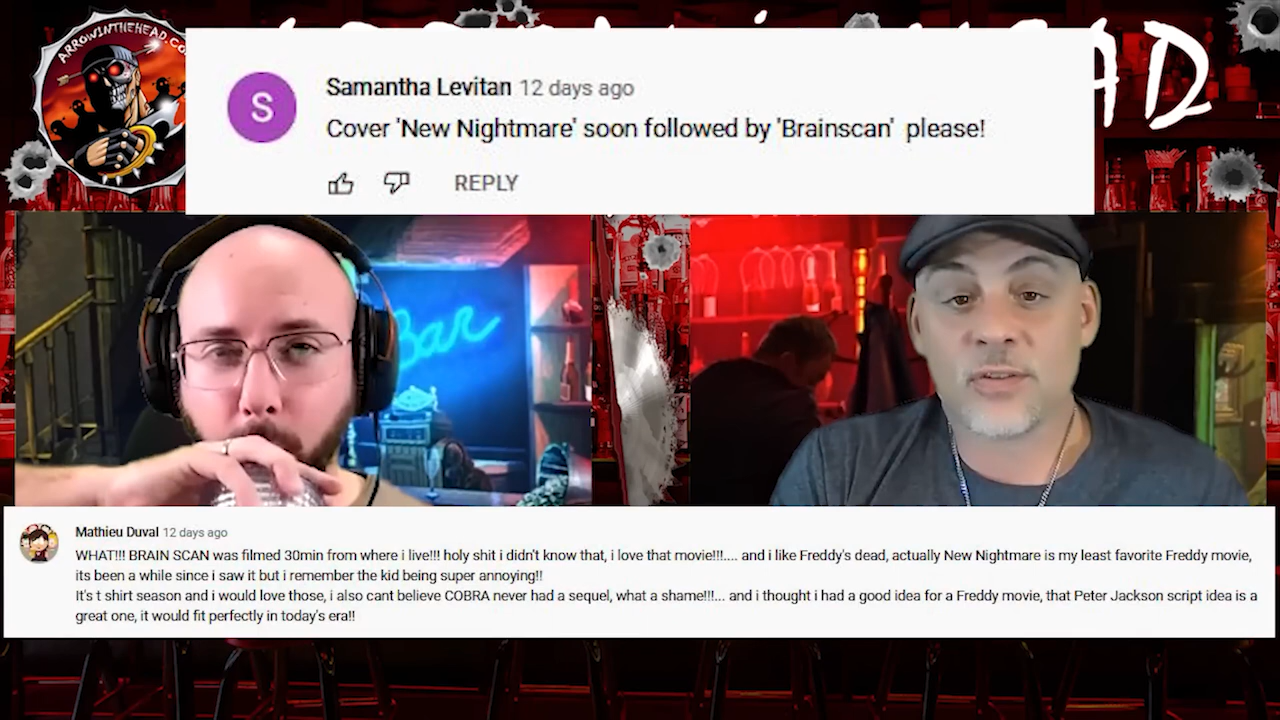 ARROWINTHEHEAD.CO
AD
S
Samantha Levitan 12 days ago
Cover 'New Nightmare' soon followed by 'Brainscan' please!
REPLY
Bar
Mathieu Duval 12 days ago
WHAT!!! BRAIN SCAN was filmed 30min from where i live!!! holy shit i didn't know that, i love that movie!!!.... and i like Freddy's dead, actually New Nightmare is my least favorite Freddy movie,
its been a while since i saw it but i remember the kid being super annoying!!
It's t shirt season and i would love those, i also cant believe COBRA never had a sequel, what a shame!!!... and i thought i had a good idea for a Freddy movie, that Peter Jackson script idea is a
great one, it would fit perfectly in today's era!!